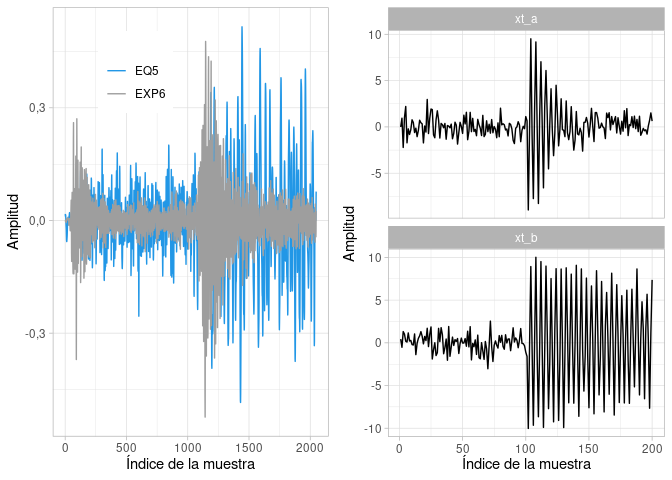 Amplitud
0,3
0,0
-0,3
EQ5
EXP6
0 500 1000 1500 2000
Índice de la muestra
Amplitud
xt_a
10
5
0
-5
xt_b
10
5
0
-5
-10
0 50 100 150 200
Índice de la muestra